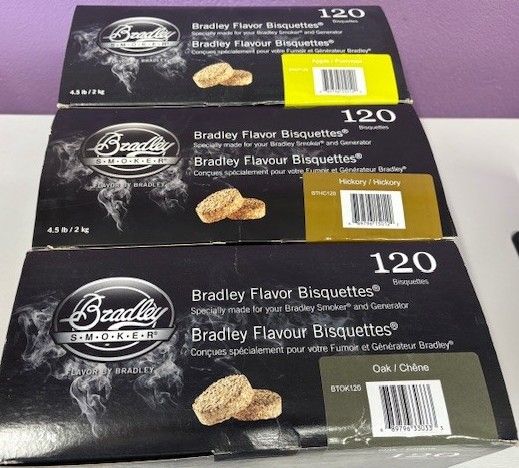 120
Bisquettes
Bradley Flavor Bisquettes®
Specially made for your Bradley Smoker® and Generator
Bradley Flavour Bisquettes®
Conçues spécialement pour votre Fumoir et Générateur Bradley®
Bradley
S·M·O·K·E·R®
FLAVOR BY BRADLEY
4.5 lb / 2 kg
Apple / Pommier
120
Bisquettes
Bradley Flavor Bisquettes®
Specially made for your Bradley Smoker® and Generator
Bradley Flavour Bisquettes®
Conçues spécialement pour votre Fumoir et Générateur Bradley®
Bradley
S·M·O·K·E·R®
FLAVOR BY BRADLEY
4.5 lb / 2 kg
Hickory / Hickory
BTHC120
120
Bisquettes
Bradley Flavor Bisquettes®
Specially made for your Bradley Smoker® and Generator
Bradley Flavour Bisquettes®
Conçues spécialement pour votre Fumoir et Générateur Bradley®
Bradley
S·M·O·K·E·R®
FLAVOR BY BRADLEY
Oak / Chêne
BTOK120